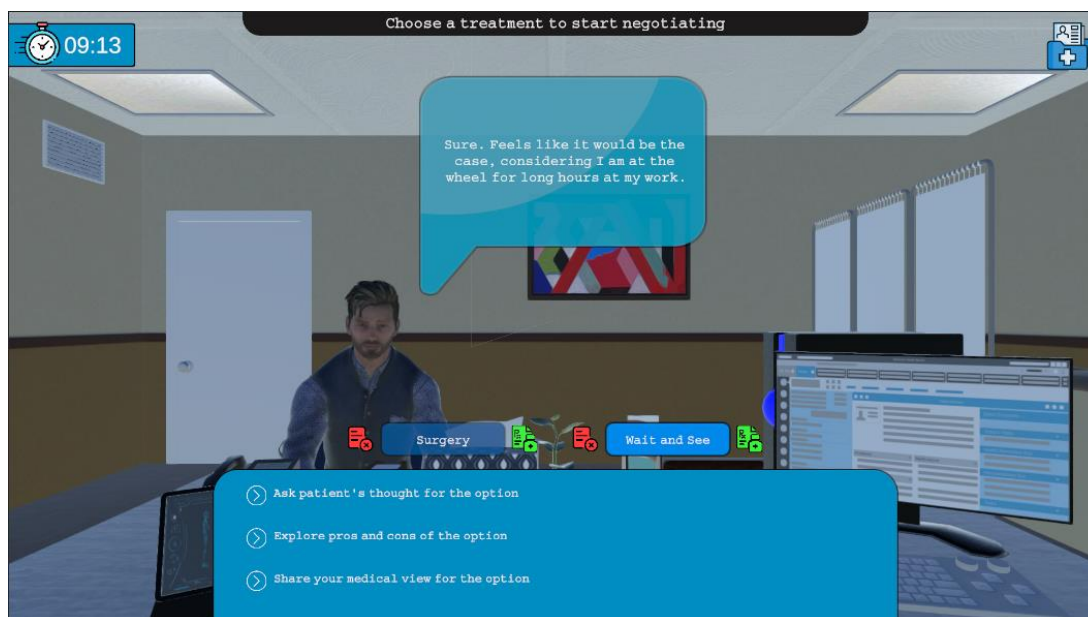 Choose a treatment to start negotiating
09:13
Sure. Feels like it would be the
case, considering I am at the
wheel for long hours at my work.
Surgery
Wait and See
Ask patient's thought for the option
Explore pros and cons of the option
Share your medical view for the option